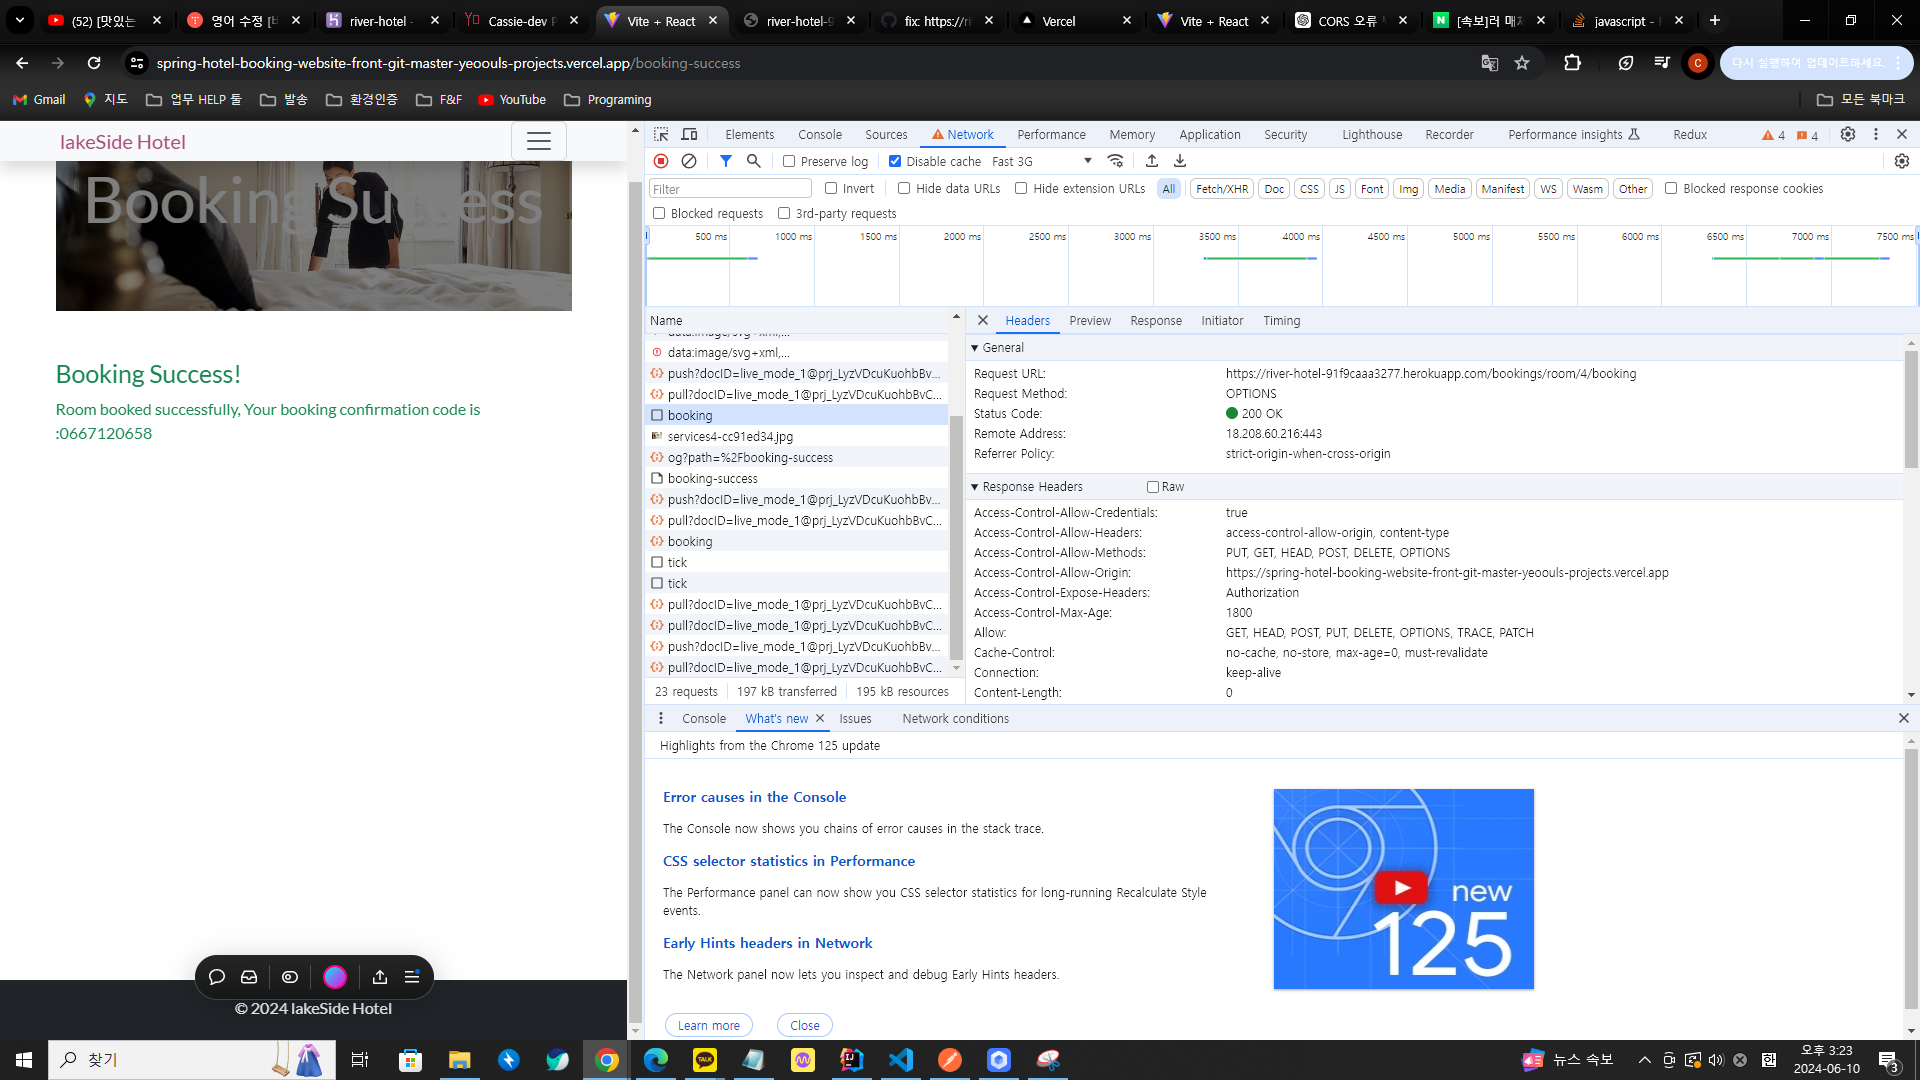 (52) [맛있는
영어 수정
river-hotel
Cassie-dev
Vite + React
river-hotel-9
fix: https://ri
Vercel
Vite + React
CORS 오류
[속보]러 매체
javascript -
spring-hotel-booking-website-front-git-master-yeoouls-projects.vercel.app/booking-success
C
다시 실행하여 업데이트하세요.
Gmail
지도
업무 HELP 툴
발송
환경인증
F&F
YouTube
Programing
모든 북마크
lakeSide Hotel
Booking Success
Booking Success!
Room booked successfully, Your booking confirmation code is
:0667120658
© 2024 lakeSide Hotel
Elements Console Sources Network Performance Memory Application Security Lighthouse Recorder Performance insights Redux 4 4
Preserve log Disable cache Fast 3G
Filter Invert Hide data URLs Hide extension URLs All Fetch/XHR Doc CSS JS Font Img Media Manifest WS Wasm Other Blocked response cookies
Blocked requests 3rd-party requests
500 ms 1000 ms 1500 ms 2000 ms 2500 ms 3000 ms 3500 ms 4000 ms 4500 ms 5000 ms 5500 ms 6000 ms 6500 ms 7000 ms 7500 ms
Name
data:image/svg+xml,...
data:image/svg+xml,...
push?docID=live_mode_1@prj_LyzVDcuKuohbBv...
pull?docID=live_mode_1@prj_LyzVDcuKuohbBvC...
booking
services4-cc91ed34.jpg
og?path=%2Fbooking-success
booking-success
push?docID=live_mode_1@prj_LyzVDcuKuohbBv...
pull?docID=live_mode_1@prj_LyzVDcuKuohbBvC...
booking
tick
tick
pull?docID=live_mode_1@prj_LyzVDcuKuohbBvC...
pull?docID=live_mode_1@prj_LyzVDcuKuohbBvC...
push?docID=live_mode_1@prj_LyzVDcuKuohbBv...
pull?docID=live_mode_1@prj_LyzVDcuKuohbBvC...
23 requests 197 kB transferred 195 kB resources
Headers Preview Response Initiator Timing
General
Request URL: https://river-hotel-91f9caaa3277.herokuapp.com/bookings/room/4/booking
Request Method: OPTIONS
Status Code: 200 OK
Remote Address: 18.208.60.216:443
Referrer Policy: strict-origin-when-cross-origin
Response Headers Raw
Access-Control-Allow-Credentials: true
Access-Control-Allow-Headers: access-control-allow-origin, content-type
Access-Control-Allow-Methods: PUT, GET, HEAD, POST, DELETE, OPTIONS
Access-Control-Allow-Origin: https://spring-hotel-booking-website-front-git-master-yeoouls-projects.vercel.app
Access-Control-Expose-Headers: Authorization
Access-Control-Max-Age: 1800
Allow: GET, HEAD, POST, PUT, DELETE, OPTIONS, TRACE, PATCH
Cache-Control: no-cache, no-store, max-age=0, must-revalidate
Connection: keep-alive
Content-Length: 0
Console What's new Issues Network conditions
Highlights from the Chrome 125 update
Error causes in the Console
The Console now shows you chains of error causes in the stack trace.
CSS selector statistics in Performance
The Performance panel can now show you CSS selector statistics for long-running Recalculate Style
events.
Early Hints headers in Network
The Network panel now lets you inspect and debug Early Hints headers.
new
125
Learn more Close
찾기
TALK
뉴스 속보
오후 3:23
2024-06-10
3